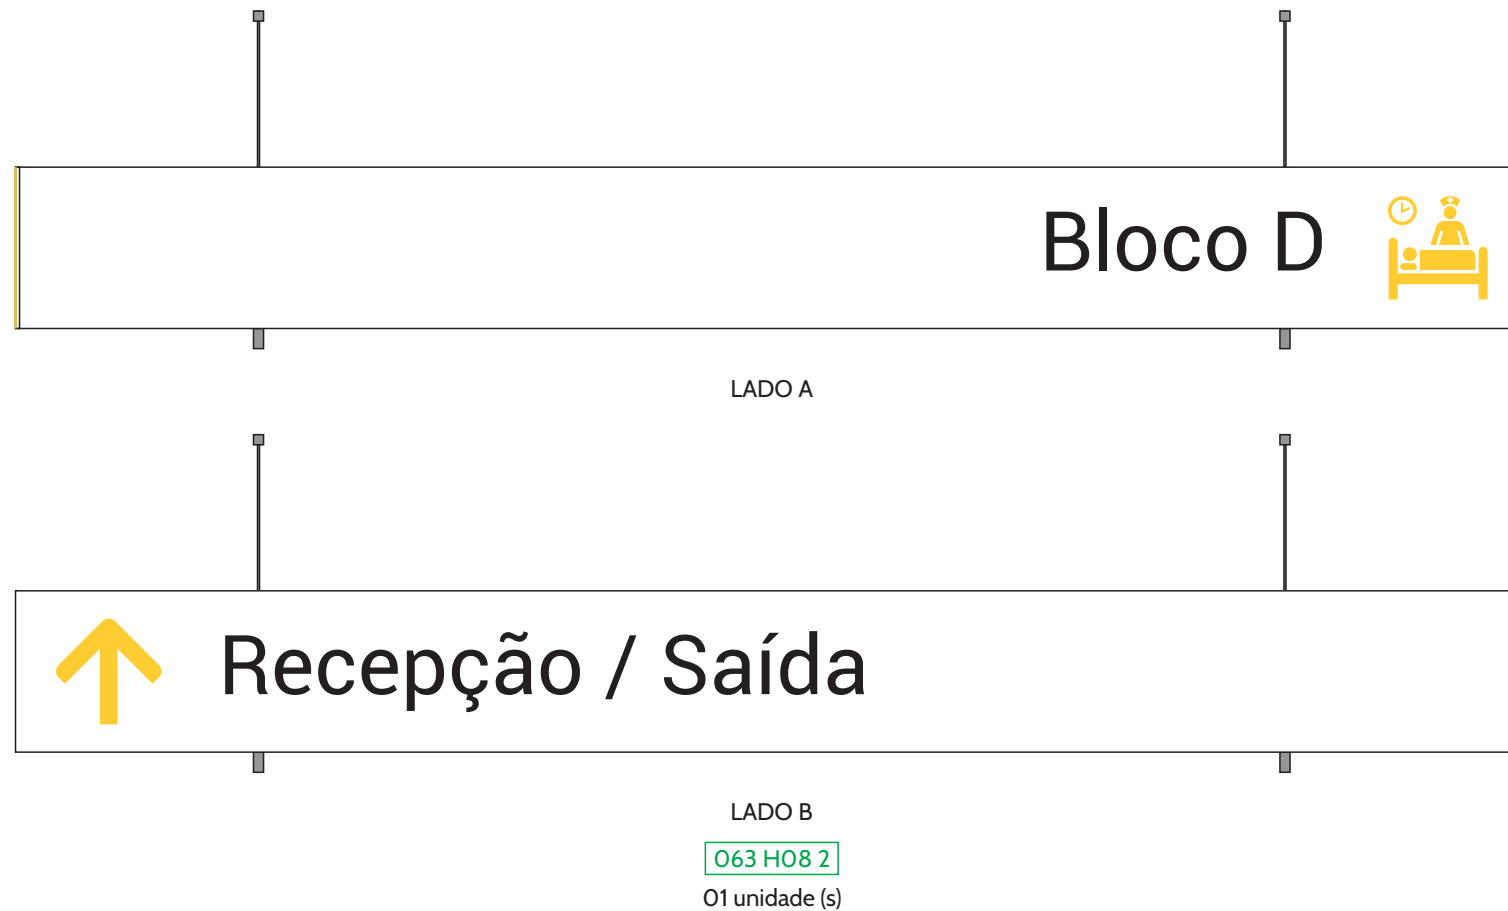 Bloco D
LADO A
Recepção / Saída
LADO B
063 H08 2
01 unidade (s)